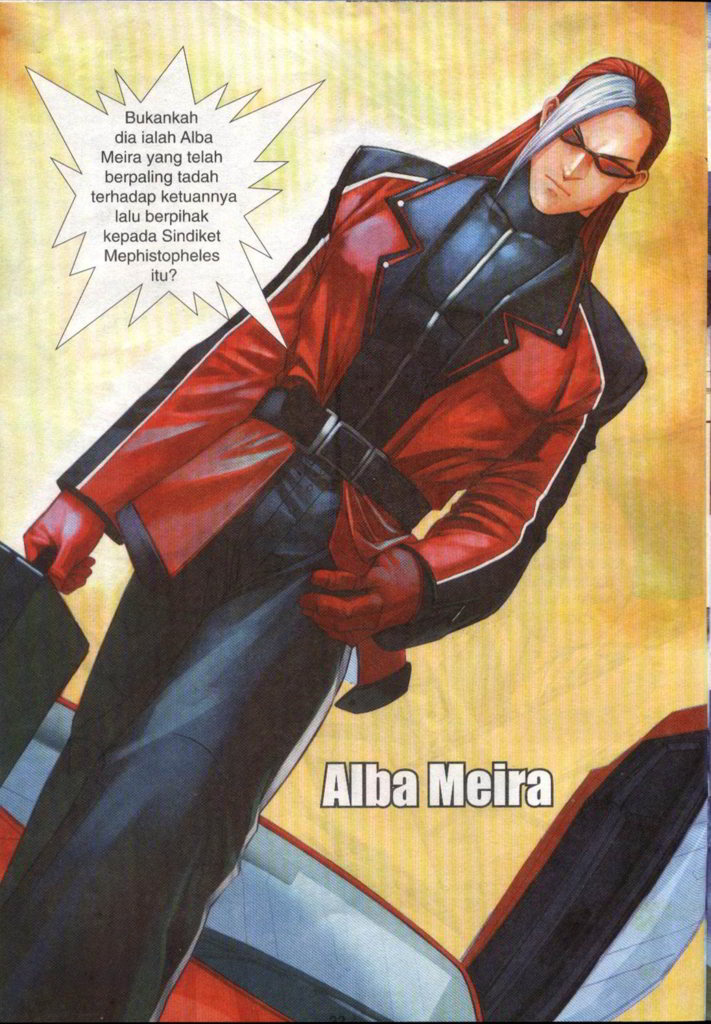 Bukankah
dia ialah Alba
Meira yang telah
berpaling tadah
terhadap ketuannya
lalu berpihak
kepada Sindiket
Mephistopheles
itu?
Alba Meira